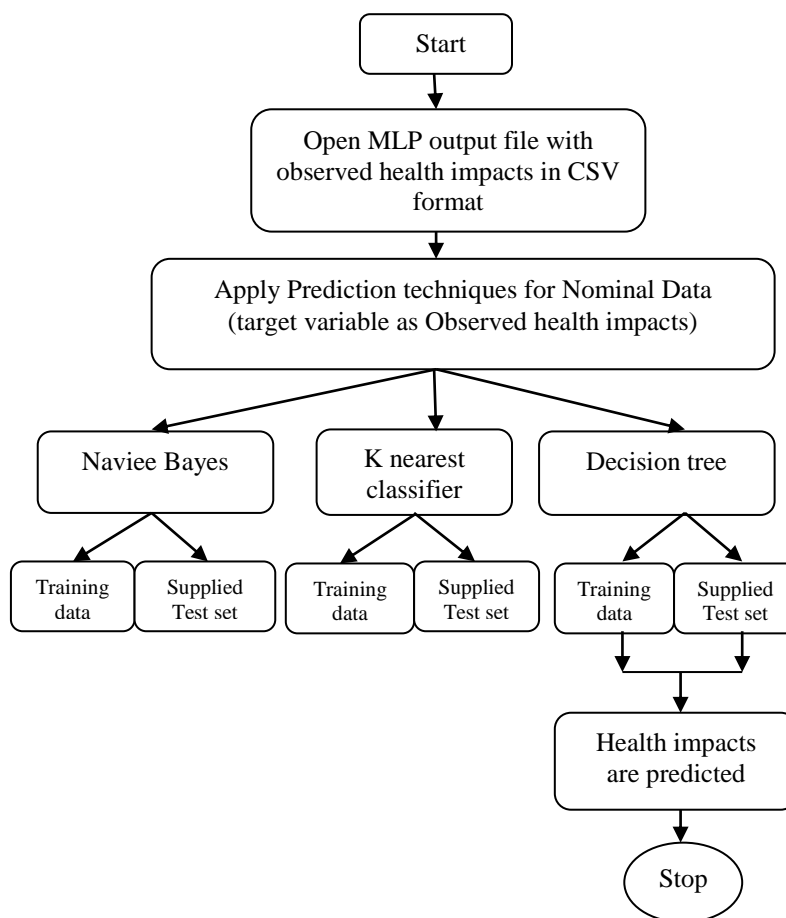 Start
Open MLP output file with
observed health impacts in CSV
format
Apply Prediction techniques for Nominal Data
(target variable as Observed health impacts)
Naviee Bayes
K nearest
classifier
Decision tree
Training
data
Supplied
Test set
Training
data
Supplied
Test set
Training
data
Supplied
Test set
Health impacts
are predicted
Stop